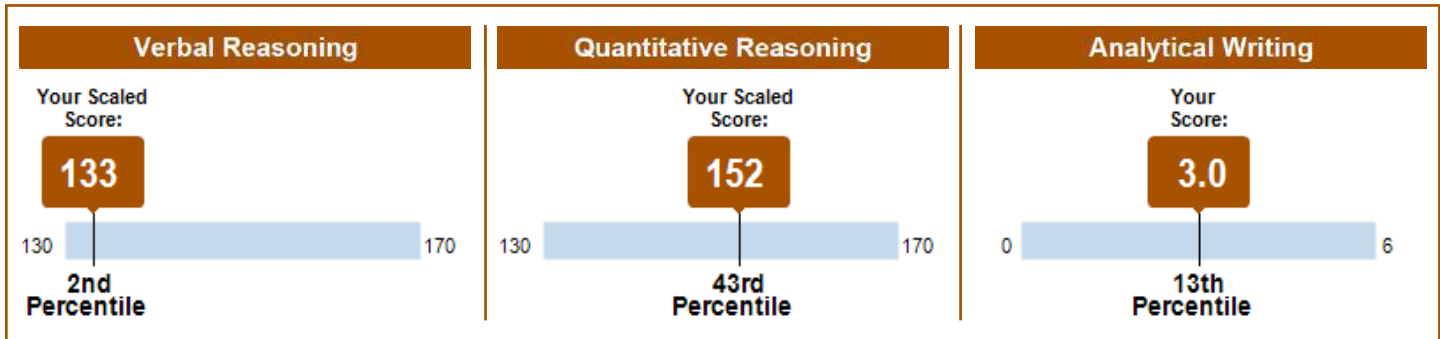 Verbal Reasoning
Your Scaled
Score:
133
130
170
2nd
Percentile
Quantitative Reasoning
Your Scaled
Score:
152
130
170
43rd
Percentile
Analytical Writing
Your
Score:
3.0
0
6
13th
Percentile